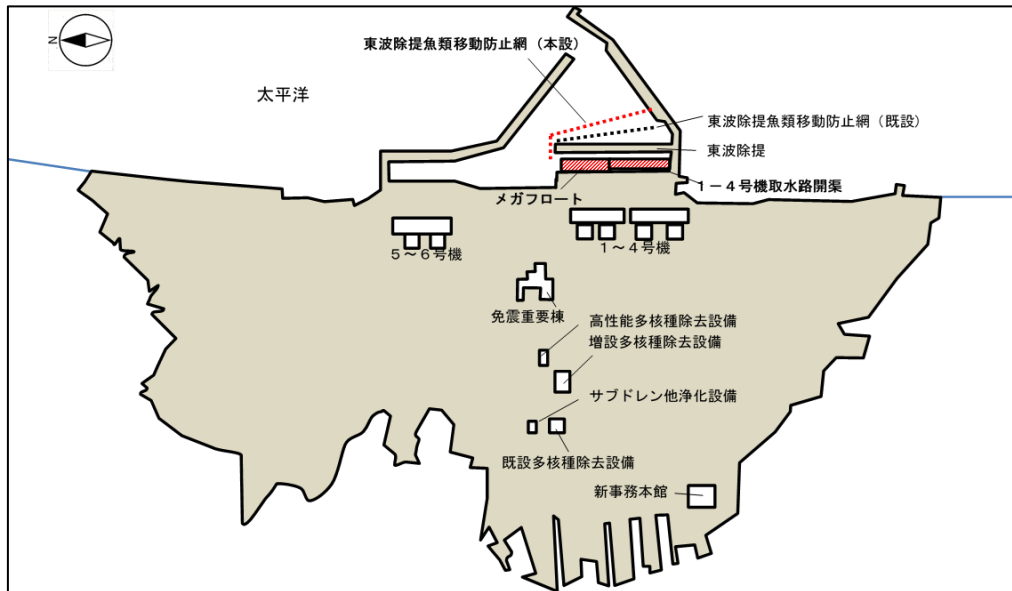 N
東波除提魚類移動防止網（本設）
太平洋
東波除提魚類移動防止網（既設）
東波除提
１－４号機取水路開渠
メガフロート
５～６号機
１～４号機
免震重要棟
高性能多核種除去設備
増設多核種除去設備
サブドレン他浄化設備
既設多核種除去設備
新事務本館